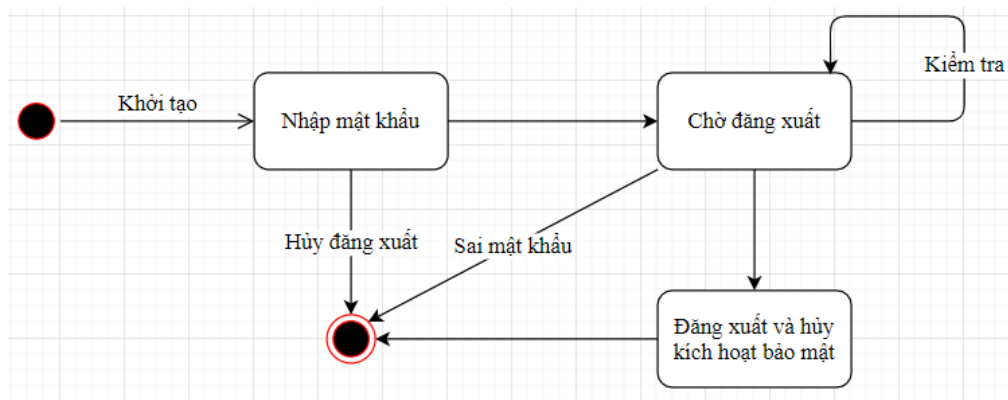 Kiểm tra
Khởi tạo
Nhập mật khẩu
Chờ đăng xuất
Hủy đăng xuất
Sai mật khẩu
Đăng xuất và hủy
kích hoạt bảo mật